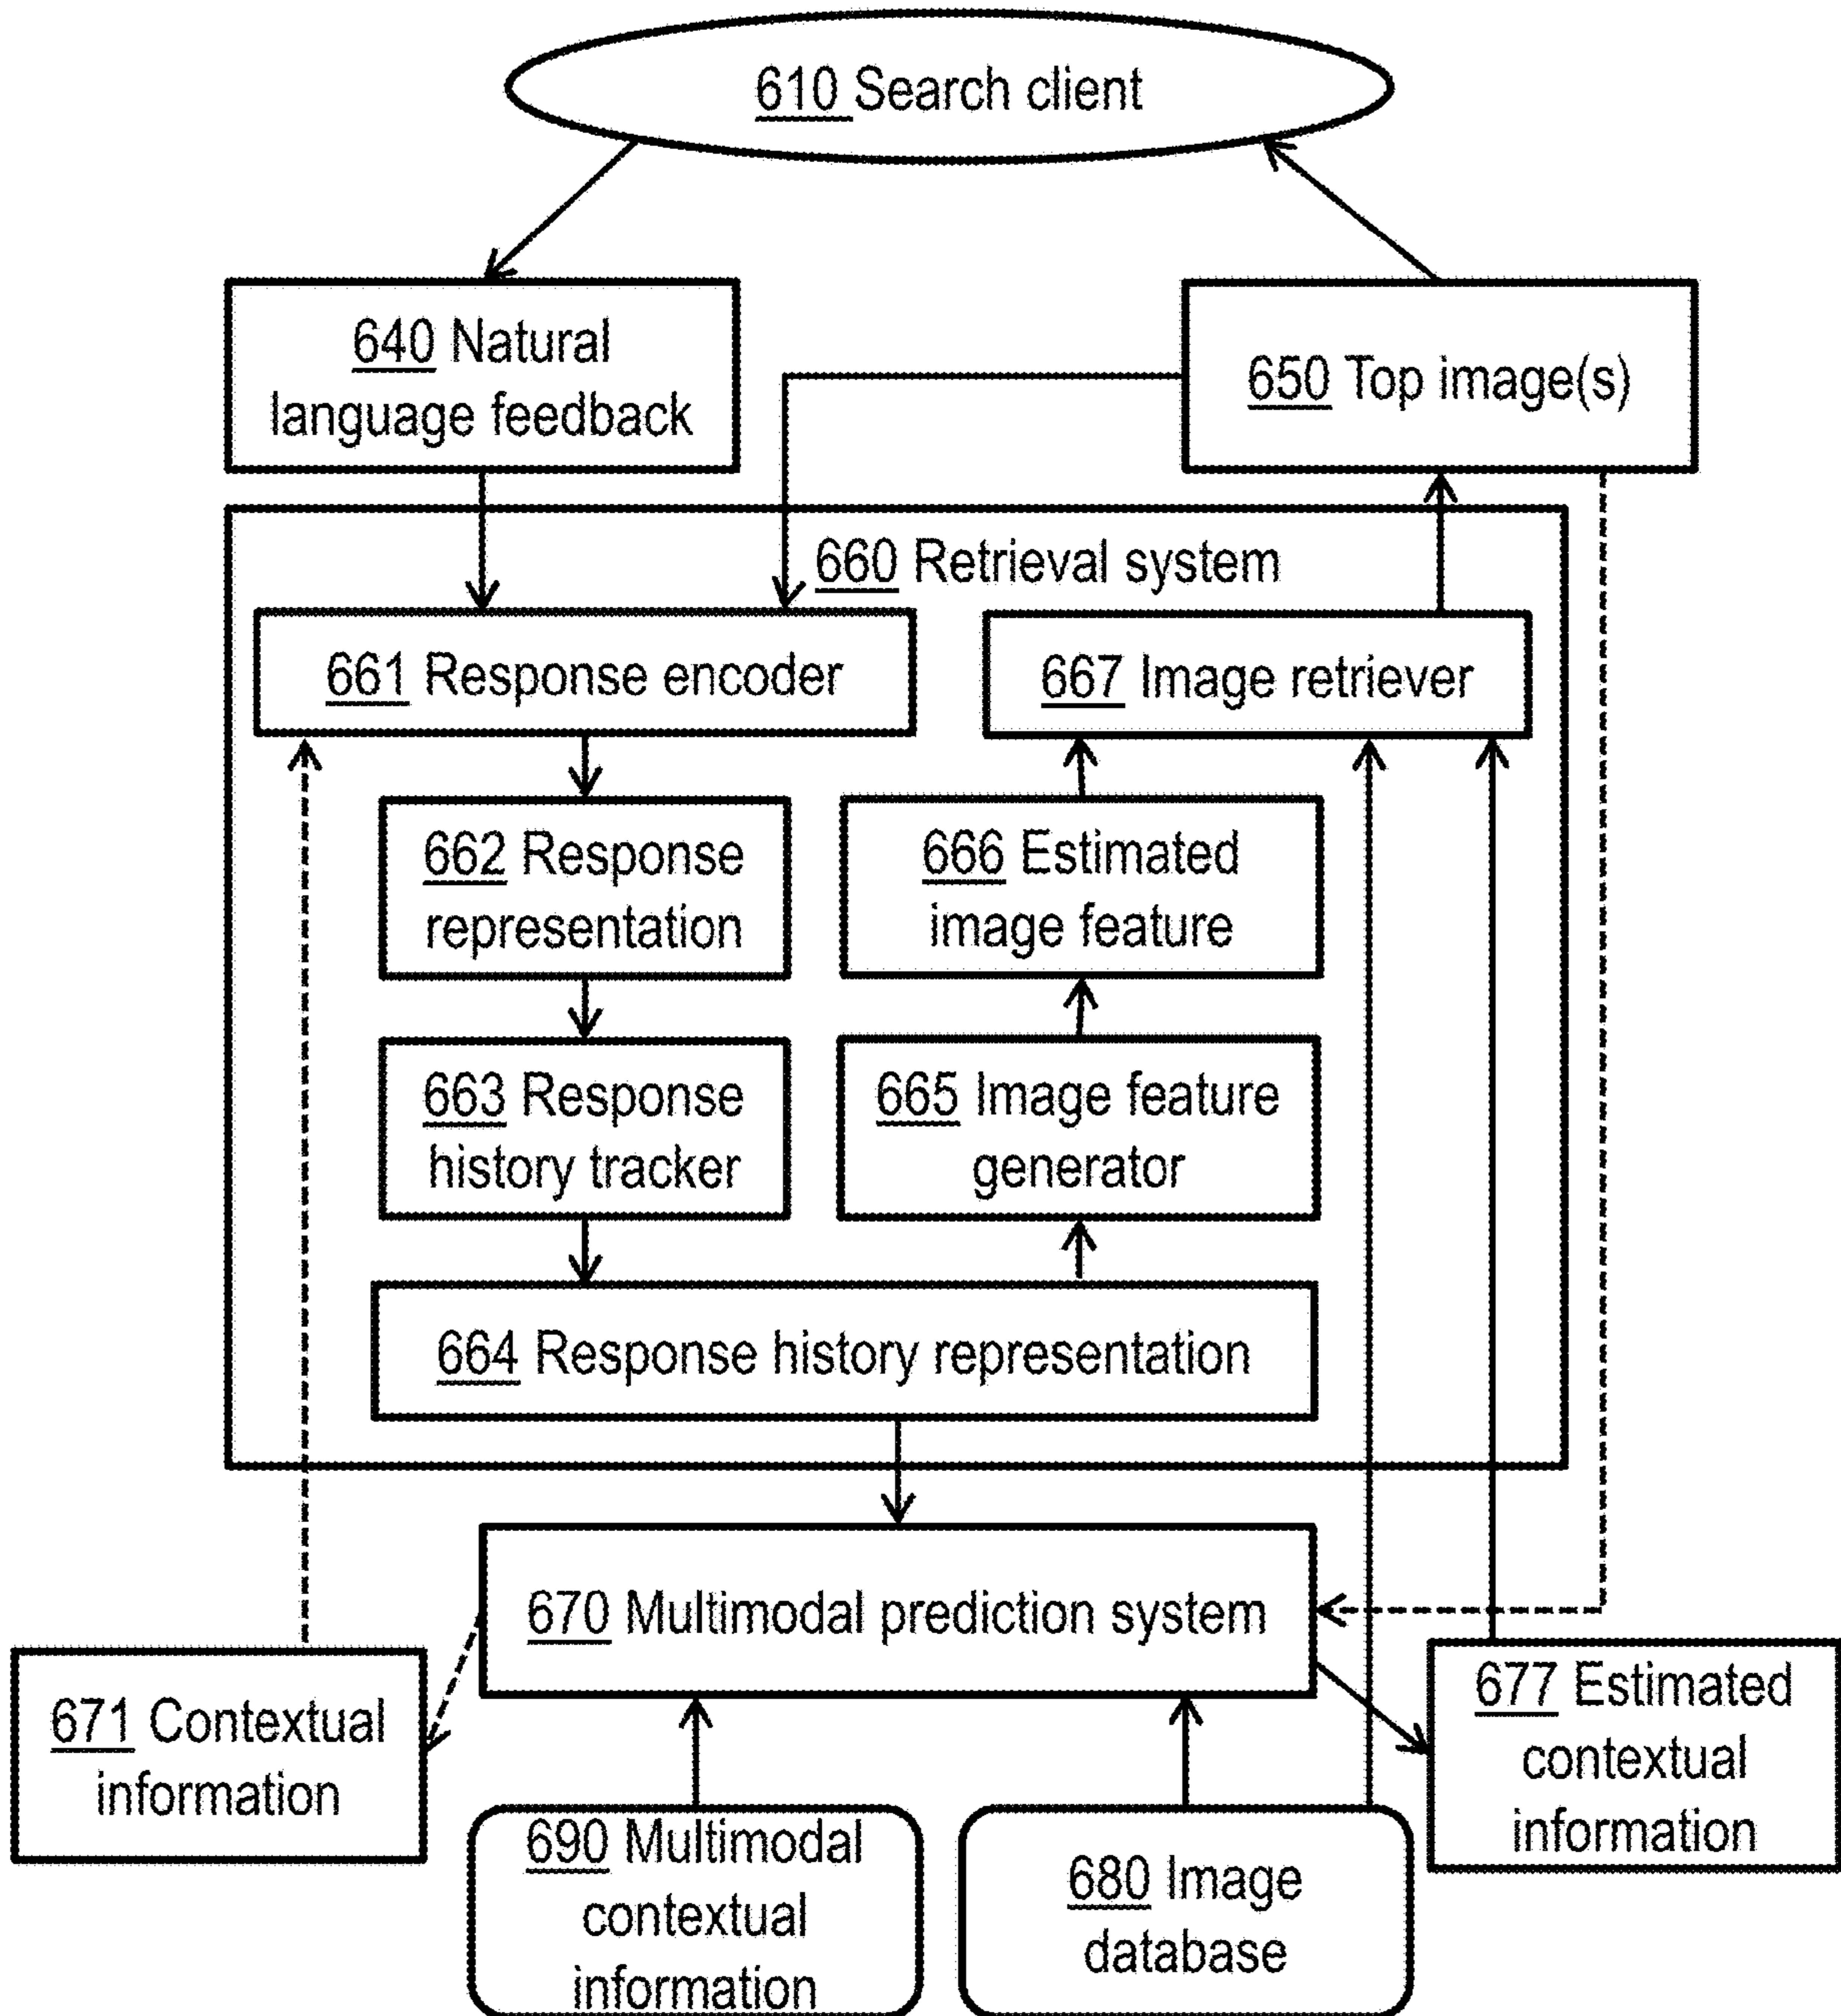 610 Search client
640 Natural
language feedback
650 Top image(s)
660 Retrieval system
661 Response encoder
667 Image retriever
662 Response
representation
666 Estimated
image feature
663 Response
history tracker
665 Image feature
generator
664 Response history representation
670 Multimodal prediction system
671 Contextual
information
677 Estimated
contextual
information
690 Multimodal
contextual
information
680 Image
database